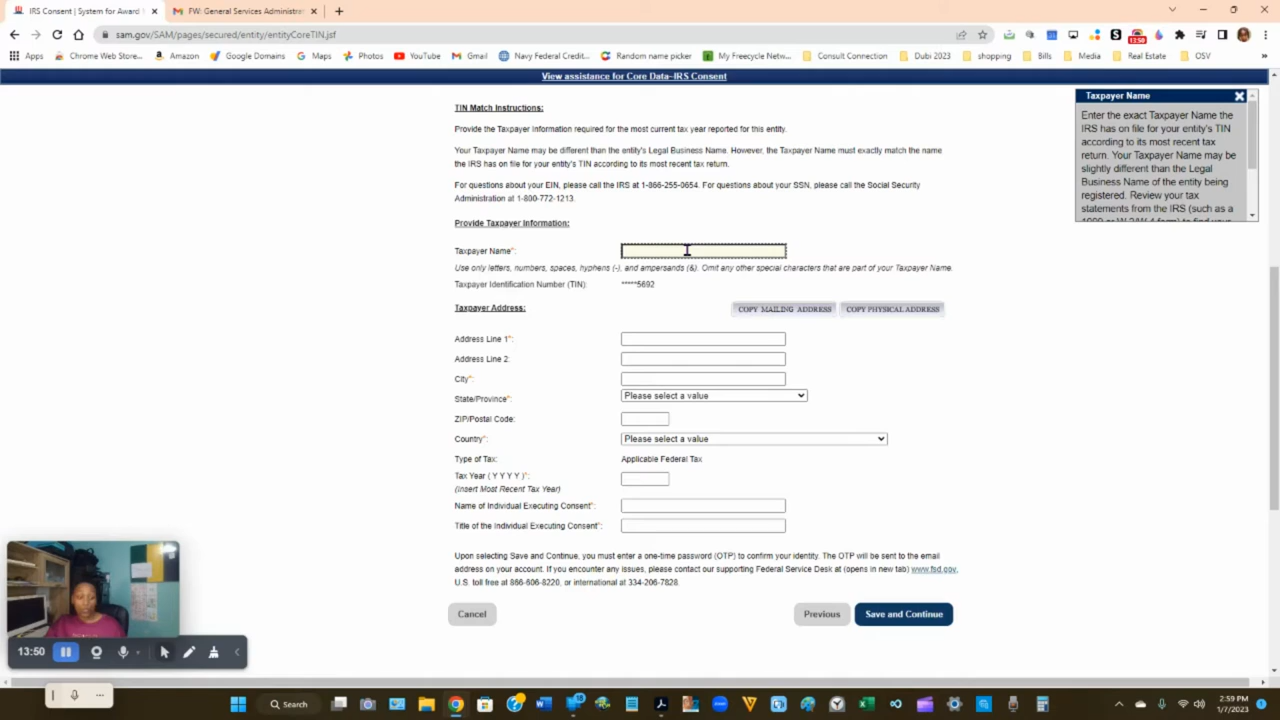 IRS Consent | System for Award
FW: General Services Administra
sam.gov/SAM/pages/secured/entity/entityCoreTIN.jsf
13:50
Apps
Chrome Web Store...
Amazon
Google Domains
Maps
Photos
YouTube
Gmail
Navy Federal Credit...
Random name picker
My Freecycle Netw...
Consult Connection
Dubi 2023
shopping
Bills
Media
Real Estate
OSV
View assistance for Core Data-IRS Consent
Taxpayer Name
Enter the exact Taxpayer Name the
IRS has on file for your entity's TIN
according to its most recent tax
return. Your Taxpayer Name may be
slightly different than the Legal
Business Name of the entity being
registered. Review your tax
statements from the IRS (such as a
1099 or W-2/W-4 form) to find your
TIN Match Instructions:
Provide the Taxpayer Information required for the most current tax year reported for this entity.
Your Taxpayer Name may be different than the entity's Legal Business Name. However, the Taxpayer Name must exactly match the name
the IRS has on file for your entity's TIN according to its most recent tax return.
For questions about your EIN, please call the IRS at 1-866-255-0654. For questions about your SSN, please call the Social Security
Administration at 1-800-772-1213.
Provide Taxpayer Information:
Taxpayer Name*:
Use only letters, numbers, spaces, hyphens (-), and ampersands (&). Omit any other special characters that are part of your Taxpayer Name.
Taxpayer Identification Number (TIN): *****5692
Taxpayer Address:
COPY MAILING ADDRESS
COPY PHYSICAL ADDRESS
Address Line 1*:
Address Line 2:
City*:
State/Province*: Please select a value
ZIP/Postal Code:
Country*: Please select a value
Type of Tax: Applicable Federal Tax
Tax Year ( Y Y Y Y )*:
(Insert Most Recent Tax Year)
Name of Individual Executing Consent*:
Title of the Individual Executing Consent*:
Upon selecting Save and Continue, you must enter a one-time password (OTP) to confirm your identity. The OTP will be sent to the email
address on your account. If you encounter any issues, please contact our supporting Federal Service Desk at (opens in new tab) www.fsd.gov,
U.S. toll free at 866-606-8220, or international at 334-206-7828.
Cancel
Previous
Save and Continue
13:50
Search
18
2:59 PM
1/7/2023